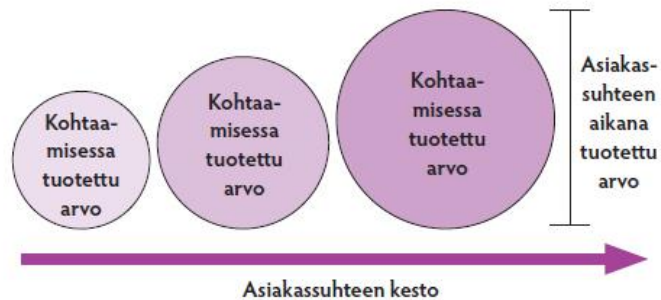 Kohtaa-
misessa
tuotettu
arvo
Kohtaa-
misessa
tuotettu
arvo
Kohtaa-
misessa
tuotettu
arvo
Asiakas-
suhteen
aikana
tuotettu
arvo
Asiakassuhteen kesto